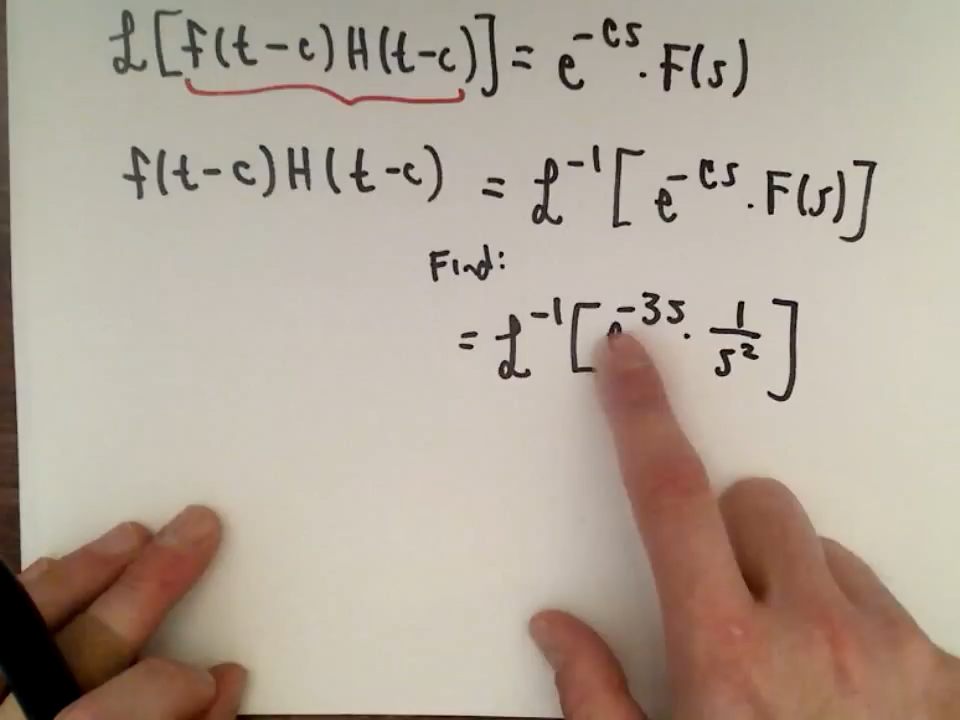 ℒ[f(t-c)H(t-c)] = e^{-cs}·F(s)
f(t-c)H(t-c) = ℒ^{-1}[e^{-cs}·F(s)]
Find:
= ℒ^{-1}[e^{-3s}·1/s²]